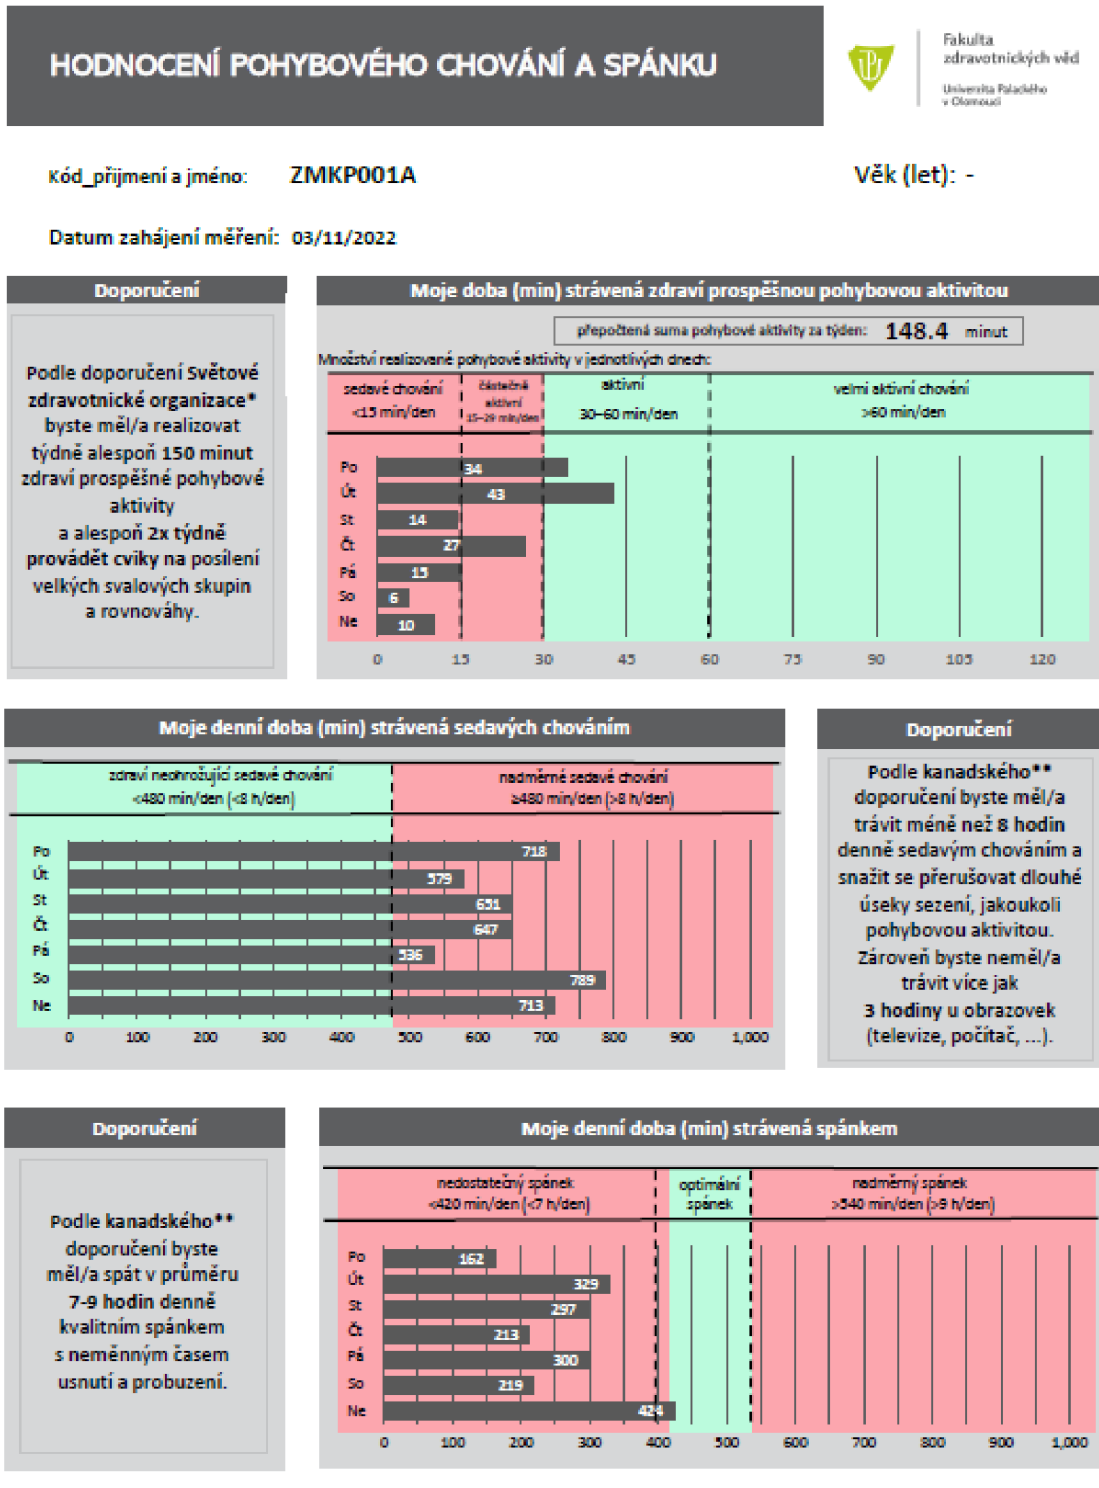 HODNOCENÍ POHYBOVÉHO CHOVÁNÍ A SPÁNKU
Fakulta
zdravotnických věd
Univerzita Palackého
v Olomouci
Kód_přijmení a jméno: ZMKP001A
Věk (let): -
Datum zahájení měření: 03/11/2022
Doporučení
Podle doporučení Světové
zdravotnické organizace*
byste měl/a realizovat
týdně alespoň 150 minut
zdraví prospěšné pohybové
aktivity
a alespoň 2x týdně
provádět cviky na posílení
velkých svalových skupin
a rovnováhy.
Moje doba (min) strávená zdraví prospěšnou pohybovou aktivitou
přepočtená suma pohybové aktivity za týden: 148.4 minut
Množství realizované pohybové aktivity v jednotlivých dnech:
sedavé chování
<15 min/den
částečně
aktivní
15–29 min/den
aktivní
30–60 min/den
velmi aktivní chování
>60 min/den
Po 34
Út 43
St 14
Čt 27
Pá 15
So 6
Ne 10
0 15 30 45 60 75 90 105 120
Moje denní doba (min) strávená sedavých chováním
zdraví neohrožující sedavé chování
<480 min/den (<8 h/den)
nadměrné sedavé chování
≥480 min/den (>8 h/den)
Po 718
Út 579
St 651
Čt 647
Pá 536
So 789
Ne 713
0 100 200 300 400 500 600 700 800 900 1,000
Doporučení
Podle kanadského**
doporučení byste měl/a
trávit méně než 8 hodin
denně sedavým chováním a
snažit se přerušovat dlouhé
úseky sezení, jakoukoli
pohybovou aktivitou.
Zároveň byste neměl/a
trávit více jak
3 hodiny u obrazovek
(televize, počítač, ...).
Doporučení
Podle kanadského**
doporučení byste
měl/a spát v průměru
7-9 hodin denně
kvalitním spánkem
s neměnným časem
usnutí a probuzení.
Moje denní doba (min) strávená spánkem
nedostatečný spánek
<420 min/den (<7 h/den)
optimální
spánek
nadměrný spánek
>540 min/den (>9 h/den)
Po 162
Út 329
St 297
Čt 213
Pá 300
So 219
Ne 424
0 100 200 300 400 500 600 700 800 900 1,000